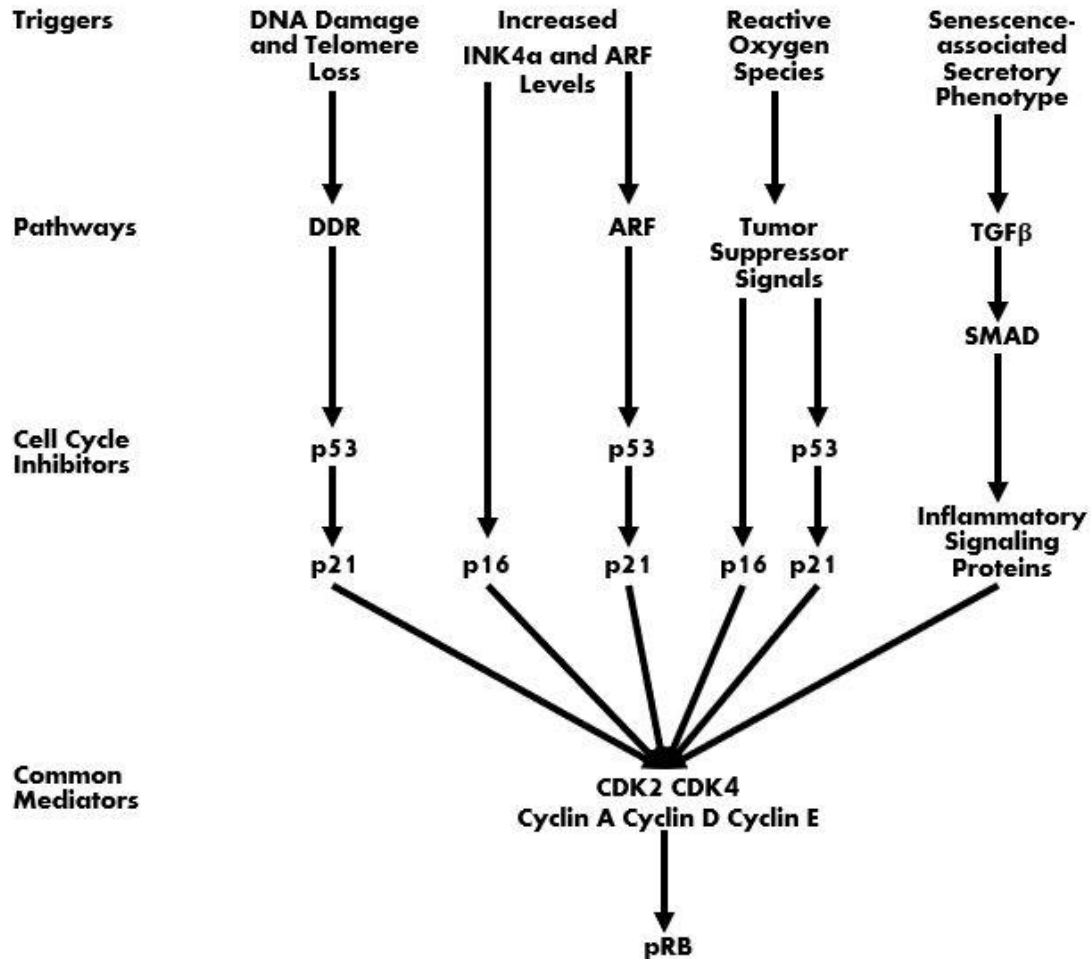 Triggers
DNA Damage
and Telomere
Loss
Increased
INK4a and ARF
Levels
Reactive
Oxygen
Species
Senescence-
associated
Secretory
Phenotype
Pathways
DDR
ARF
Tumor
Suppressor
Signals
TGFβ
SMAD
Cell Cycle
Inhibitors
p53
p53
p53
p21
p16
p21
p16
p21
Inflammatory
Signaling
Proteins
Common
Mediators
CDK2 CDK4
Cyclin A Cyclin D Cyclin E
pRB